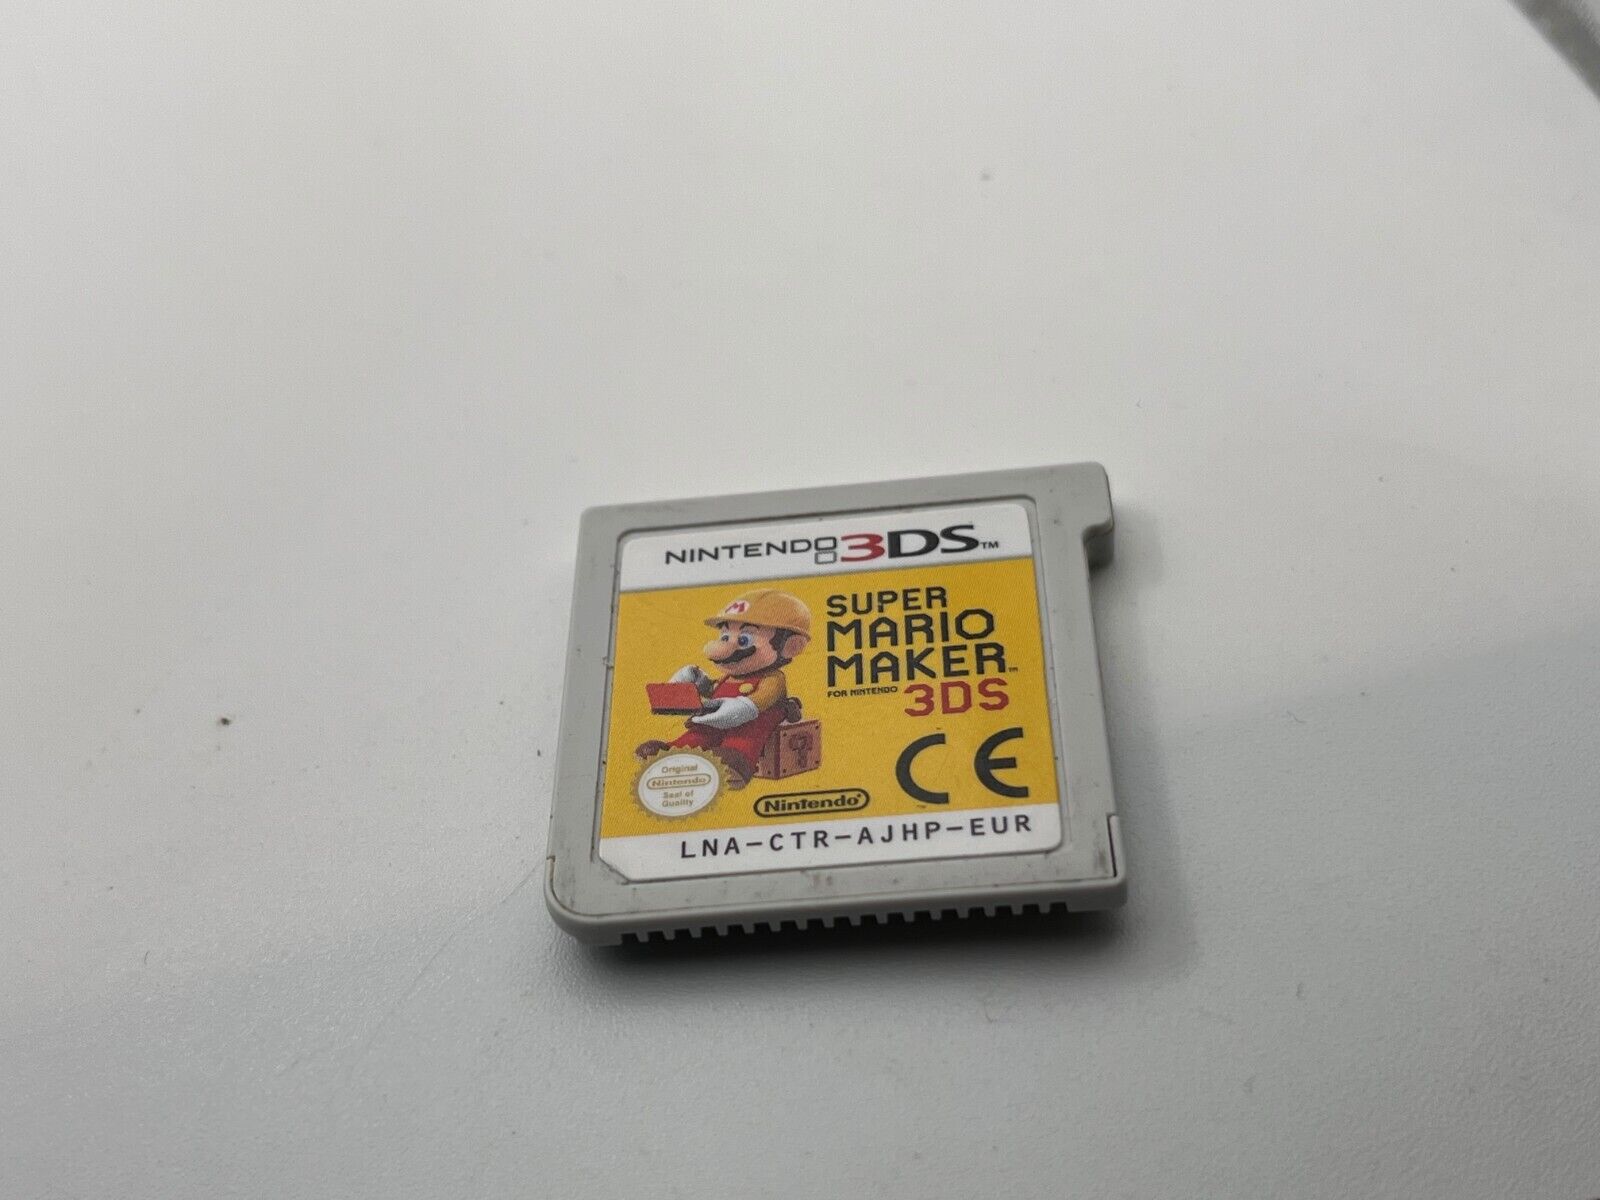 NINTENDO 3DS™
SUPER
MARIO
MAKER™
FOR NINTENDO 3DS
M
Original
Nintendo
Seal of
Quality
Nintendo®
CE
LNA-CTR-AJHP-EUR